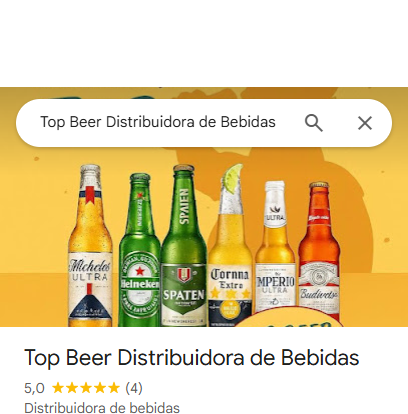 Top Beer Distribuidora de Bebidas
SPATEN
ULTRA
Michelob
ULTRA
Heineken
SPATEN
Cornna
Extra
IMPERIO
ULTRA
Budweiser
Top Beer Distribuidora de Bebidas
5,0 ★★★★★ (4)
Distribuidora de bebidas